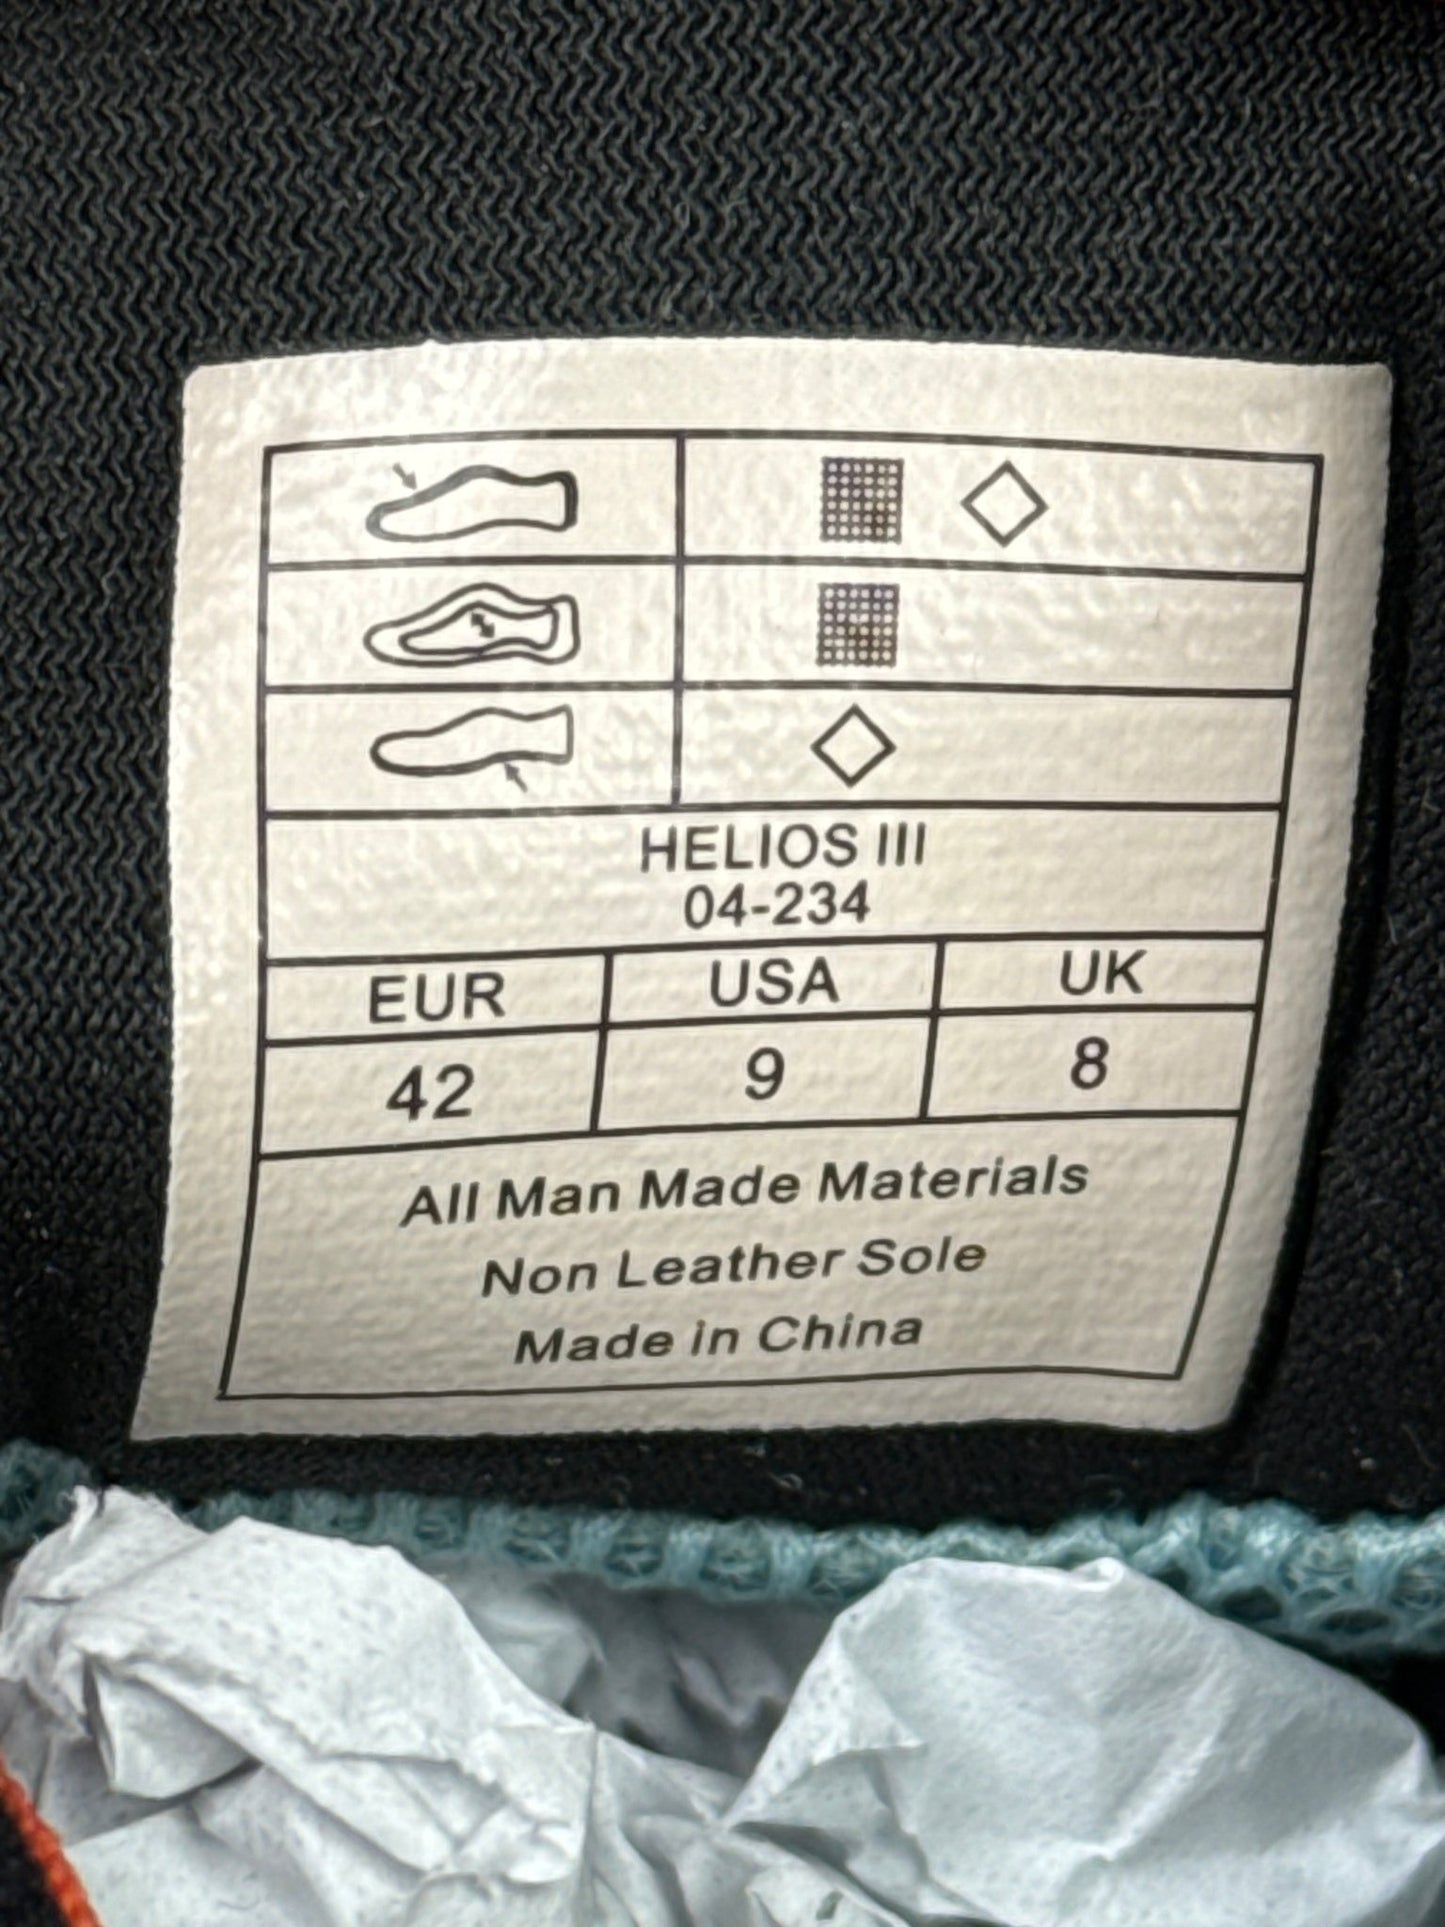 HELIOS III
04-234
EUR USA UK
42 9 8
All Man Made Materials
Non Leather Sole
Made in China